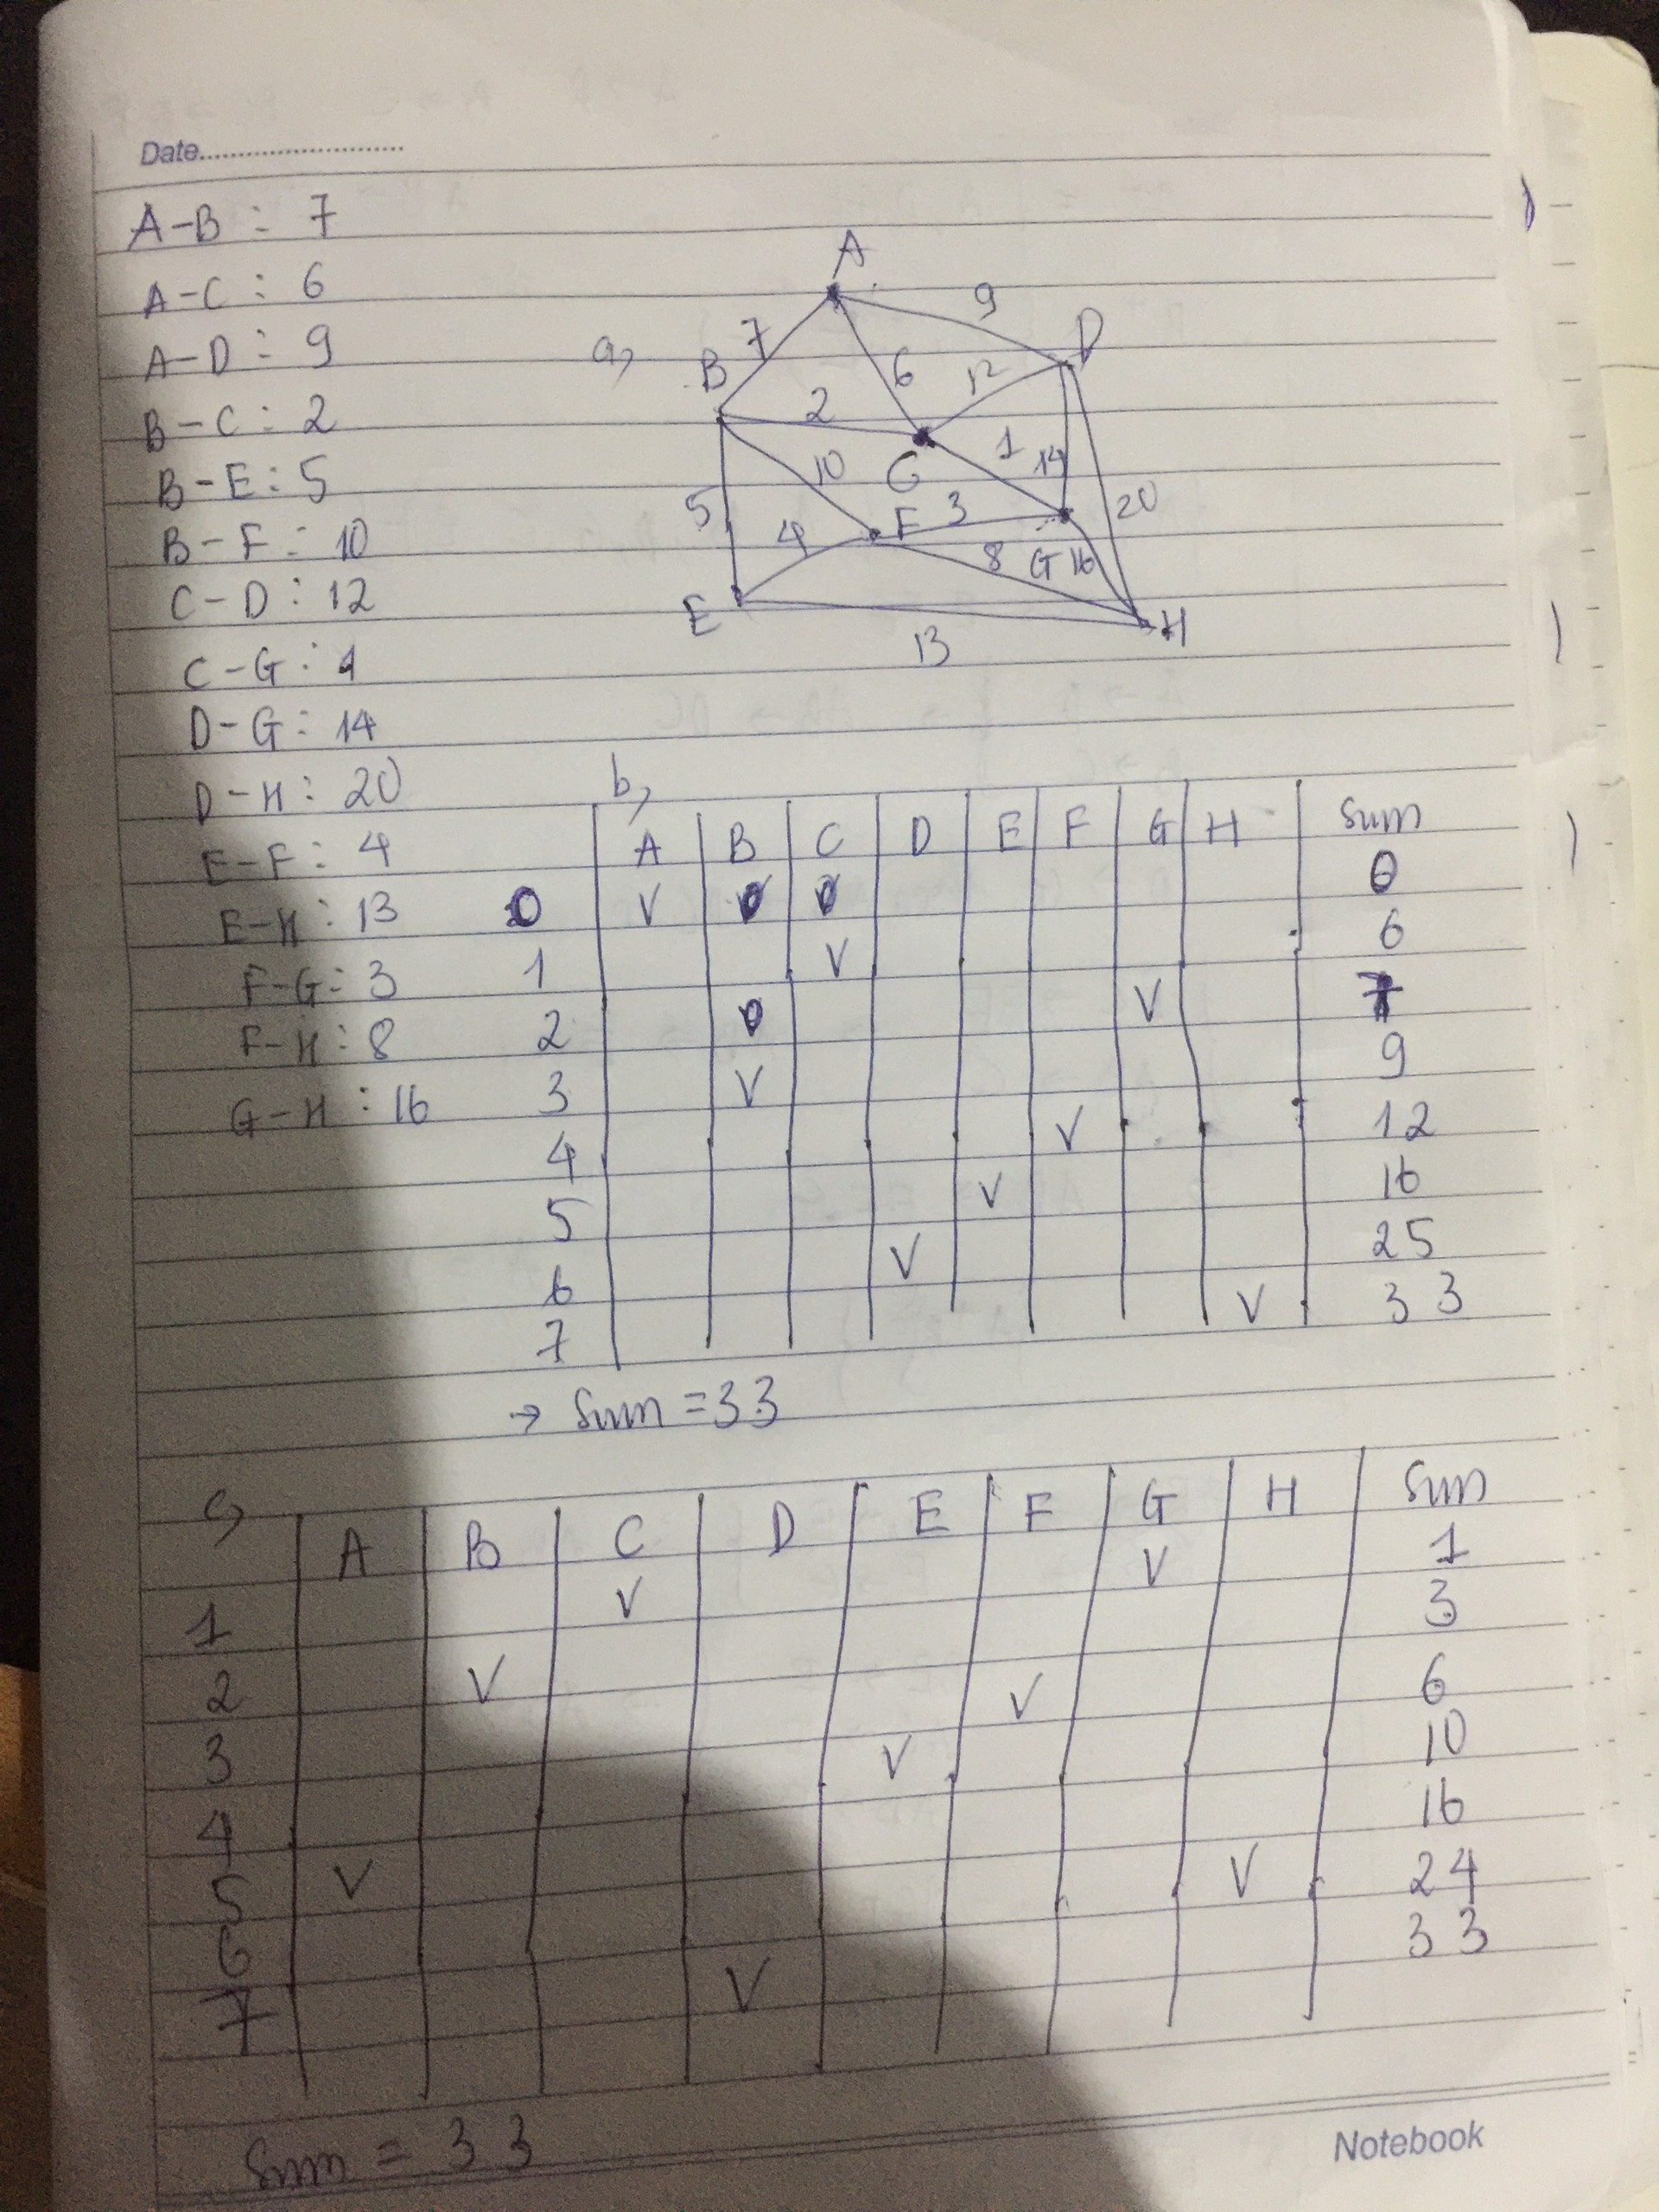 Date
A-B : 7
A-C : 6
A-D : 9
B-C : 2
B-E : 5
B-F : 10
C-D : 12
C-G : 1
D-G : 14
D-H : 20
E-F : 4
E-H : 13
F-G : 3
F-H : 8
G-H : 16
a,
A
9
7
D
B
6
12
2
1
14
C
10
5
3
20
F
4
8
G
16
E
H
13
b,
A B C D E F G H Sum
0 V 0
1 V 6
2 V 7
3 V 9
4 V 12
5 V 16
6 V 25
7 V 33
→ Sum = 33
c,
A B C D E F G H Sum
1 V V 1
2 V 3
3 V 6
4 V 10
5 V 16
6 V 24
7 V 33
Sum = 33
Notebook